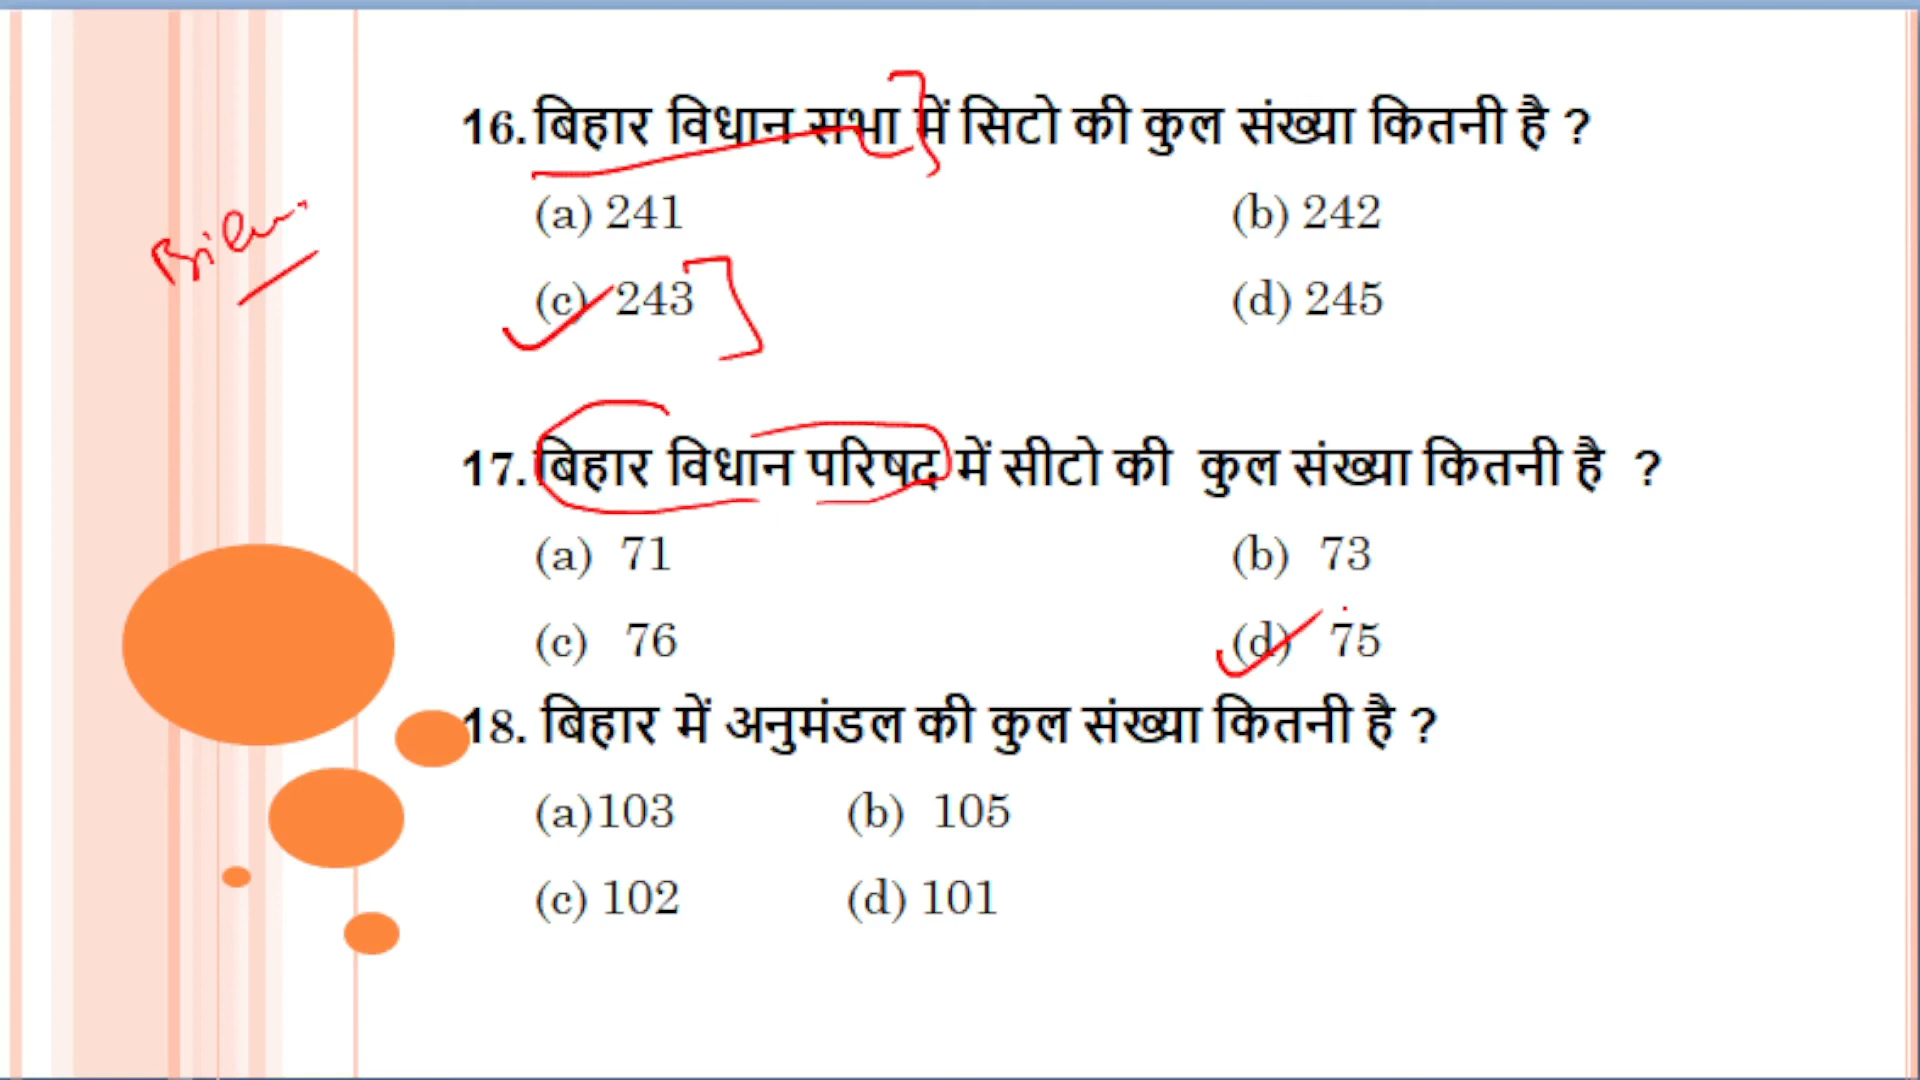 16. बिहार विधान सभा में सिटो की कुल संख्या कितनी है ?
(a) 241 (b) 242
(c) 243 (d) 245
17. बिहार विधान परिषद में सीटो की कुल संख्या कितनी है ?
(a) 71 (b) 73
(c) 76 (d) 75
18. बिहार में अनुमंडल की कुल संख्या कितनी है ?
(a)103 (b) 105
(c) 102 (d) 101